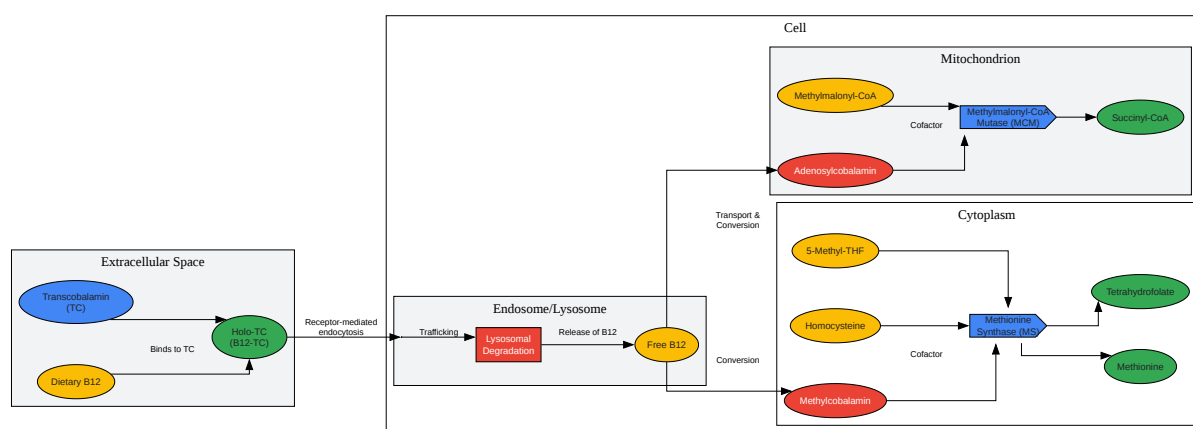 Cell
Mitochondrion
Methylmalonyl-CoA
Methylmalonyl-CoA
Mutase (MCM)
Succinyl-CoA
Cofactor
Adenosylcobalamin
Transport &
Conversion
Cytoplasm
5-Methyl-THF
Tetrahydrofolate
Homocysteine
Methionine
Synthase (MS)
Cofactor
Methionine
Methylcobalamin
Extracellular Space
Transcobalamin
(TC)
Holo-TC
(B12-TC)
Binds to TC
Dietary B12
Receptor-mediated
endocytosis
Endosome/Lysosome
Trafficking
Lysosomal
Degradation
Release of B12
Free B12
Conversion